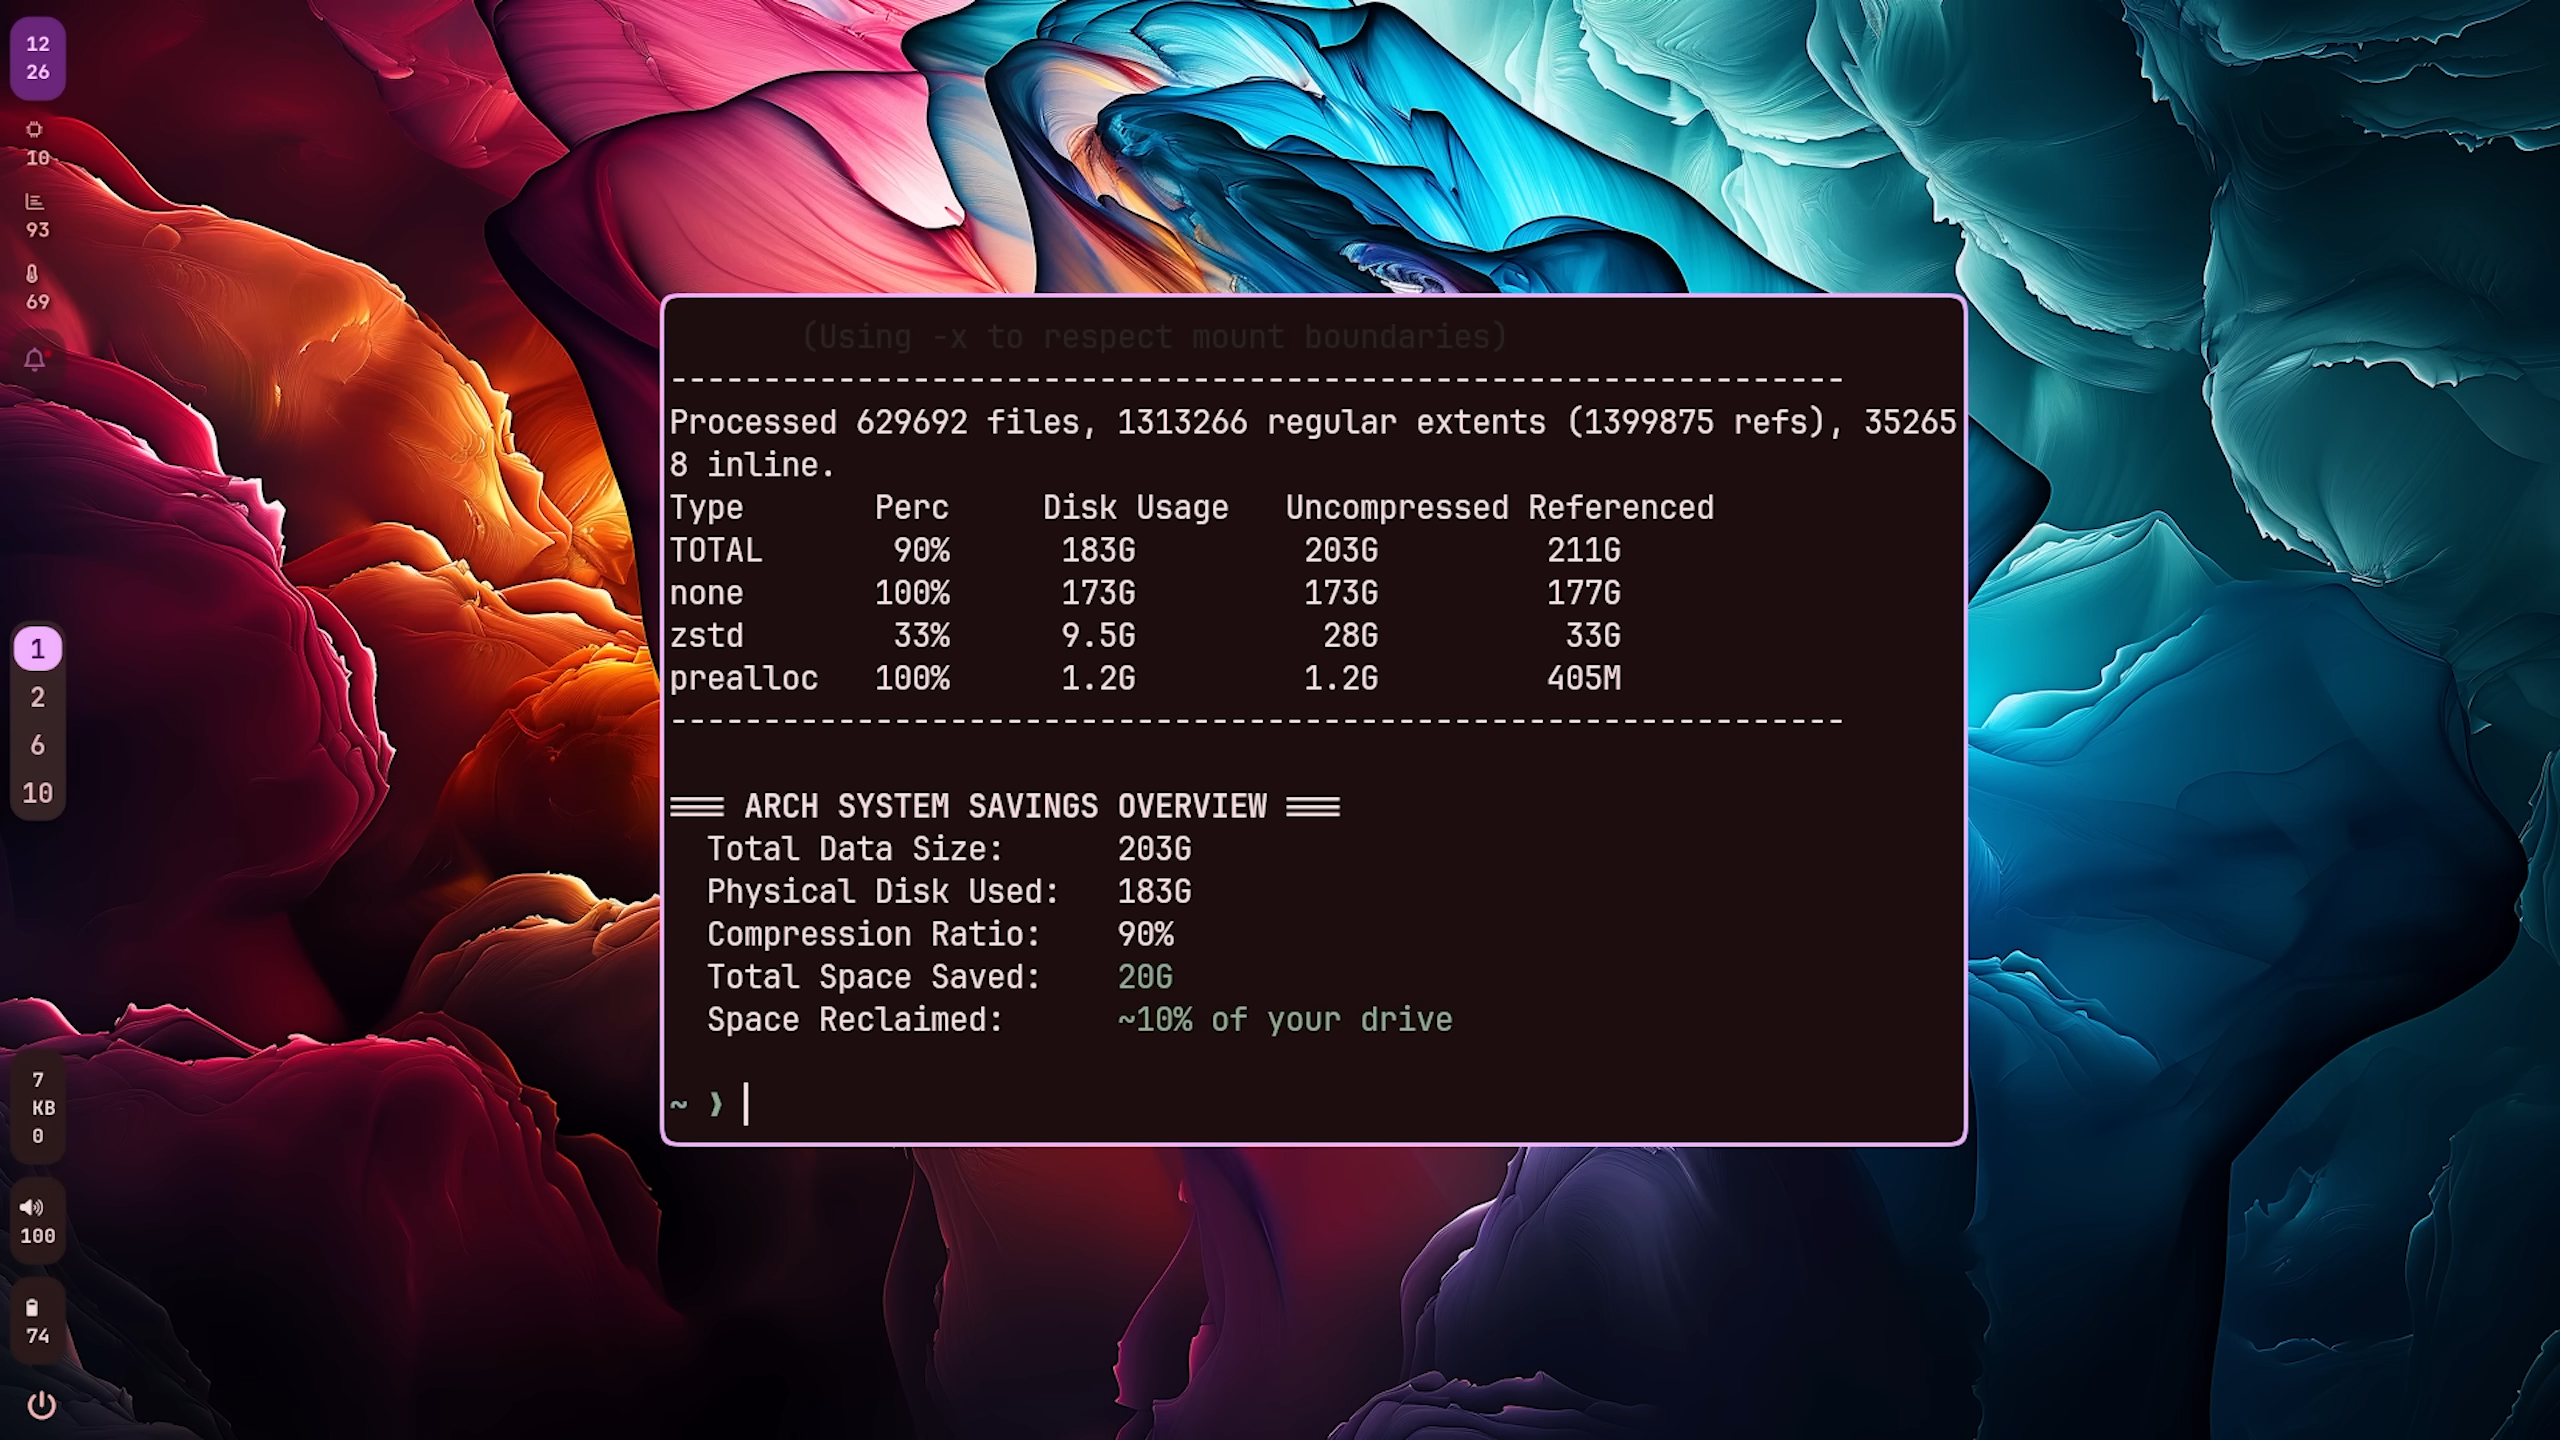 12
26
10
93
69
1
2
6
10
7
KB
0
100
74
(Using -x to respect mount boundaries)
---------------------------------------------------------------
Processed 629692 files, 1313266 regular extents (1399875 refs), 35265
8 inline.
Type       Perc     Disk Usage   Uncompressed Referenced
TOTAL       90%      183G         203G         211G
none       100%      173G         173G         177G
zstd        33%      9.5G          28G          33G
prealloc   100%      1.2G         1.2G         405M
---------------------------------------------------------------
═══ ARCH SYSTEM SAVINGS OVERVIEW ═══
Total Data Size:      203G
Physical Disk Used:   183G
Compression Ratio:    90%
Total Space Saved:    20G
Space Reclaimed:      ~10% of your drive
~ ❯